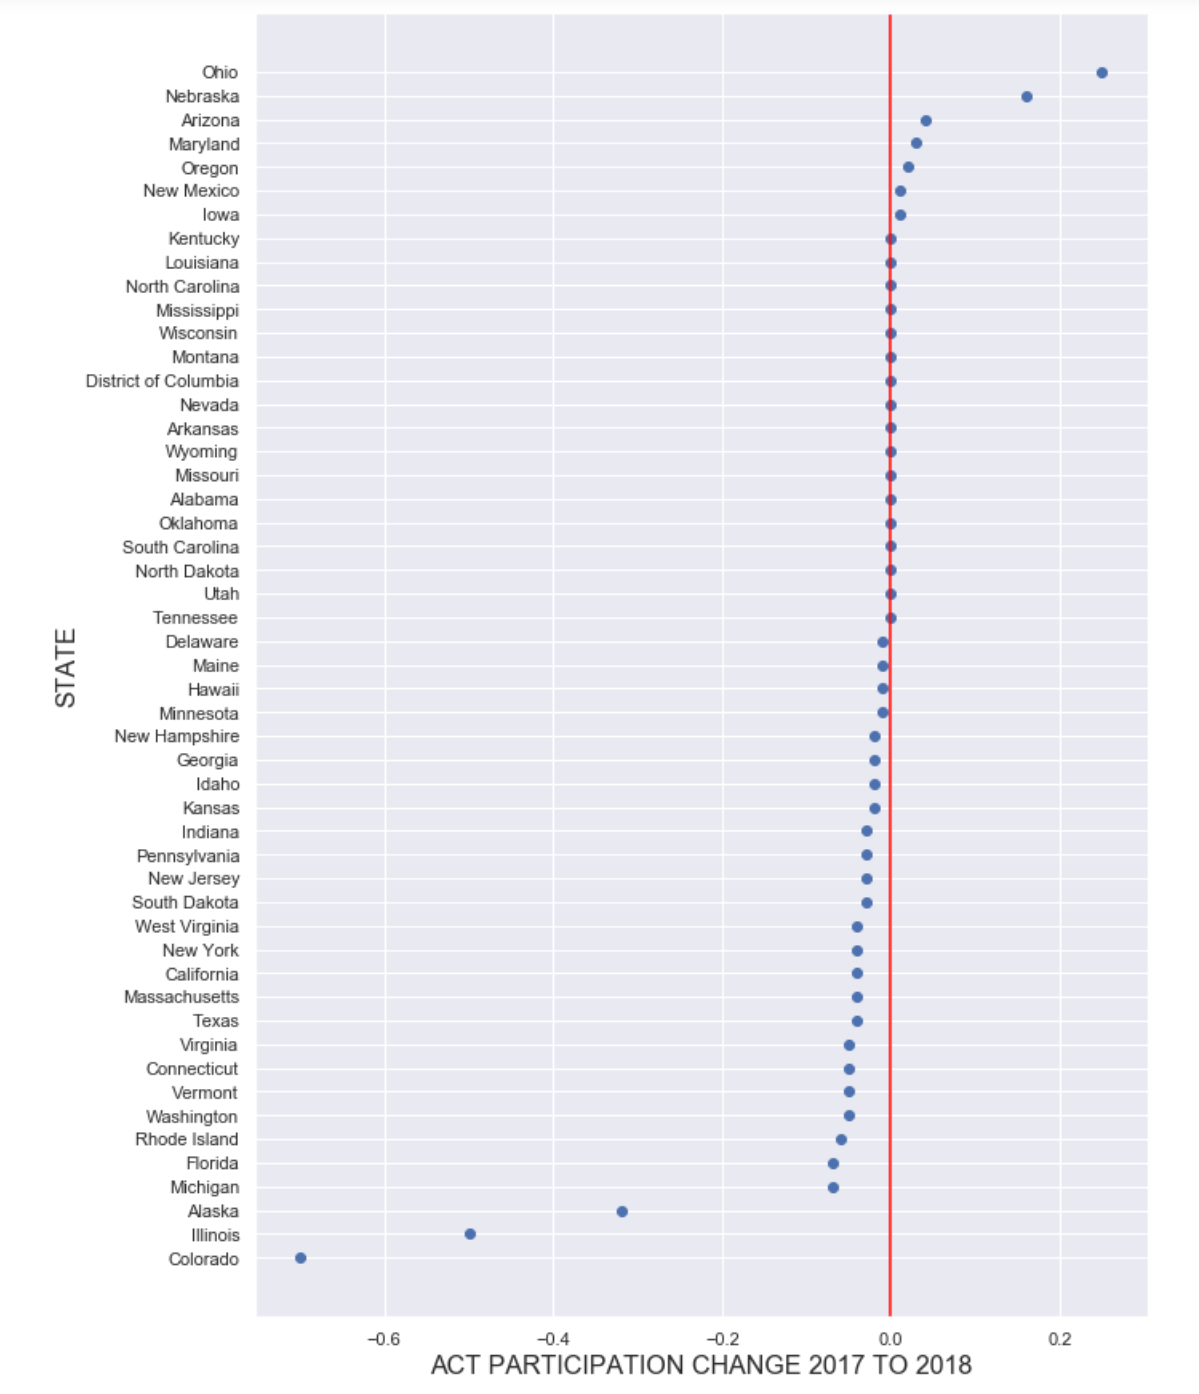 Ohio
Nebraska
Arizona
Maryland
Oregon
New Mexico
Iowa
Kentucky
Louisiana
North Carolina
Mississippi
Wisconsin
Montana
District of Columbia
Nevada
Arkansas
Wyoming
Missouri
Alabama
Oklahoma
South Carolina
North Dakota
Utah
Tennessee
Delaware
Maine
Hawaii
Minnesota
New Hampshire
Georgia
Idaho
Kansas
Indiana
Pennsylvania
New Jersey
South Dakota
West Virginia
New York
California
Massachusetts
Texas
Virginia
Connecticut
Vermont
Washington
Rhode Island
Florida
Michigan
Alaska
Illinois
Colorado
STATE
−0.6 −0.4 −0.2 0.0 0.2
ACT PARTICIPATION CHANGE 2017 TO 2018